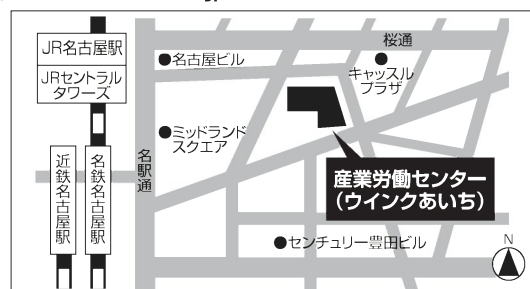 JR名古屋駅
JRセントラル
タワーズ
名古屋ビル
桜通
キャッスル
プラザ
ミッドランド
スクエア
名駅通
近鉄名古屋駅
名鉄名古屋駅
産業労働センター
(ウインクあいち)
センチュリー豊田ビル
N